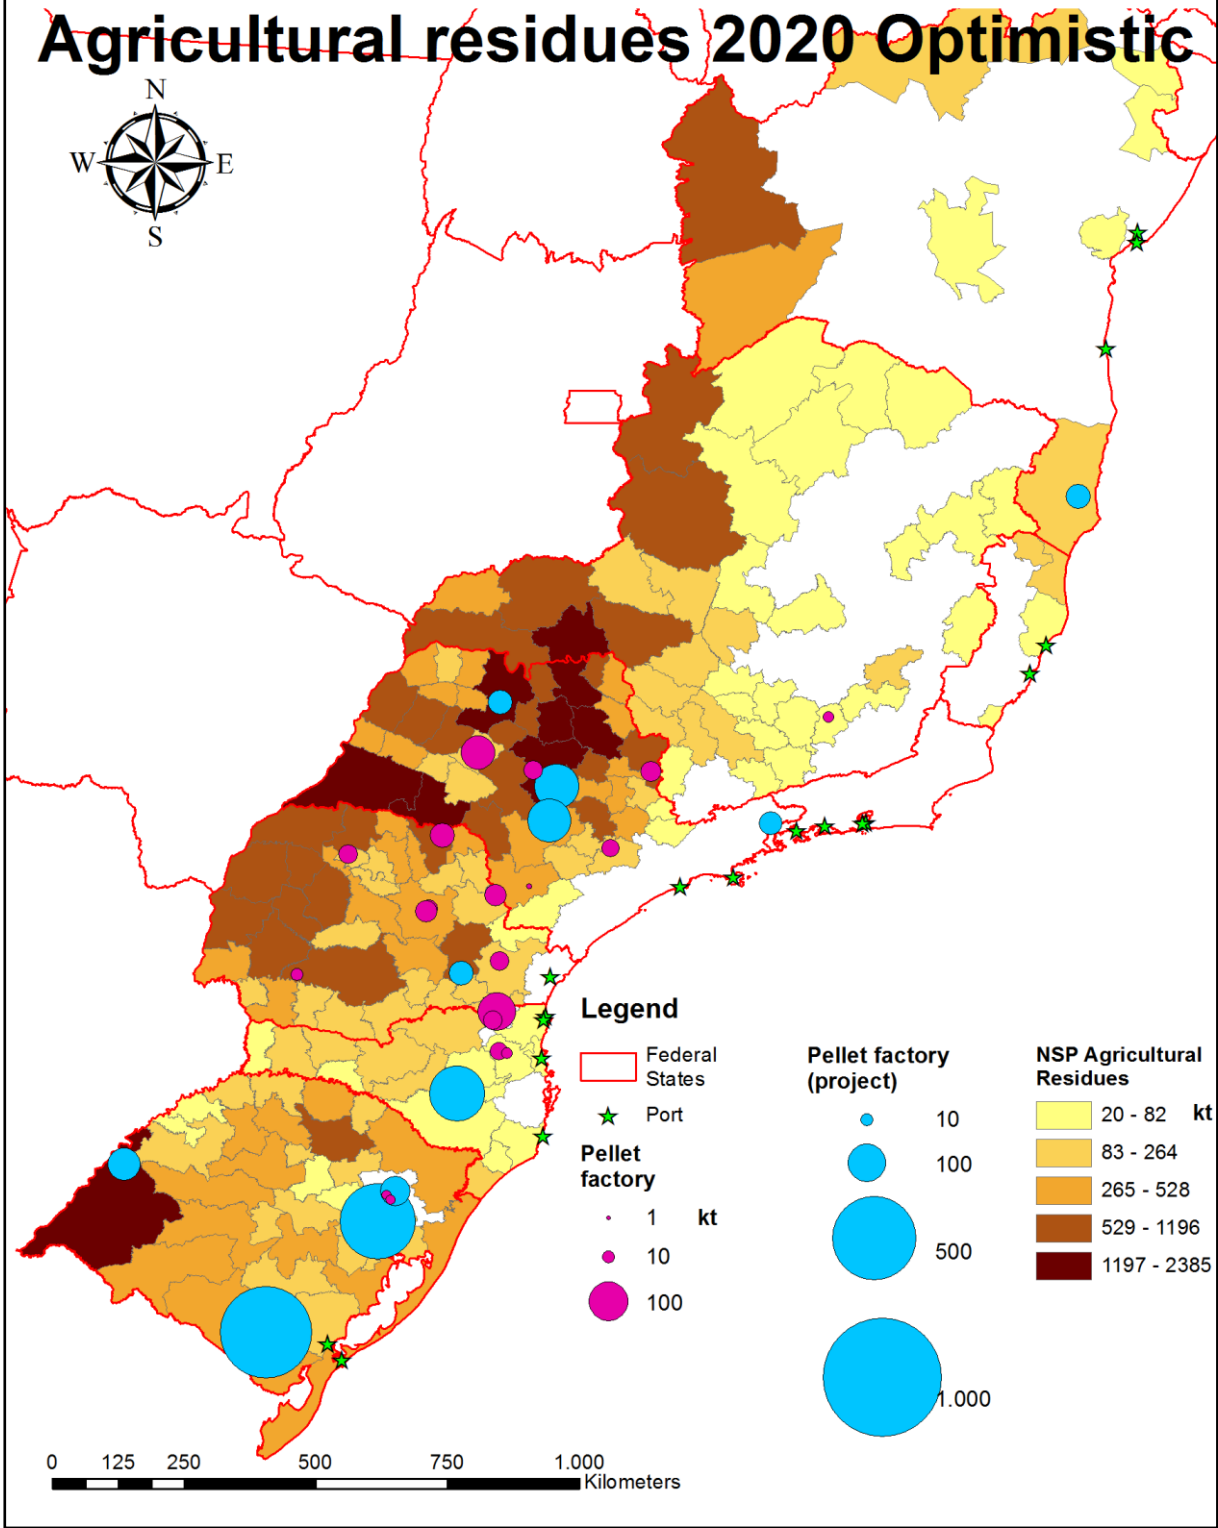 Agricultural residues 2020 Optimistic
N
W E
S
Legend
Federal
States
Port
Pellet
factory
1 kt
10
100
Pellet factory
(project)
10
100
500
1.000
NSP Agricultural
Residues
20 - 82 kt
83 - 264
265 - 528
529 - 1196
1197 - 2385
0 125 250 500 750 1.000
Kilometers